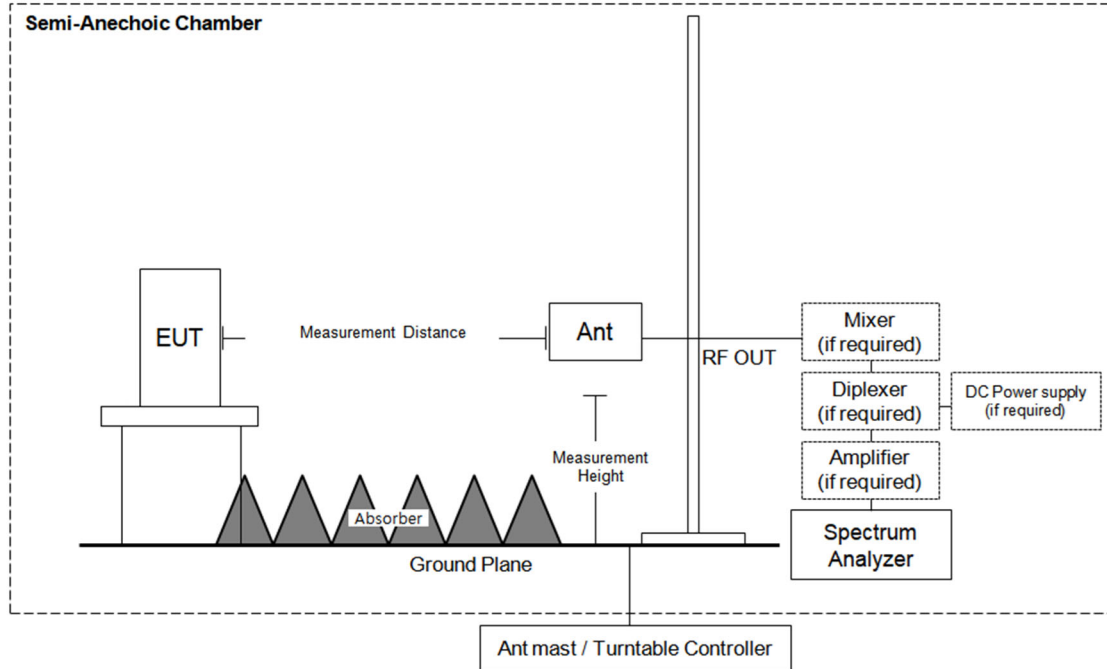 Semi-Anechoic Chamber
EUT
Measurement Distance
Ant
RF OUT
Mixer
(if required)
Diplexer
(if required)
DC Power supply
(if required)
Amplifier
(if required)
Spectrum
Analyzer
Measurement
Height
Absorber
Ground Plane
Ant mast / Turntable Controller